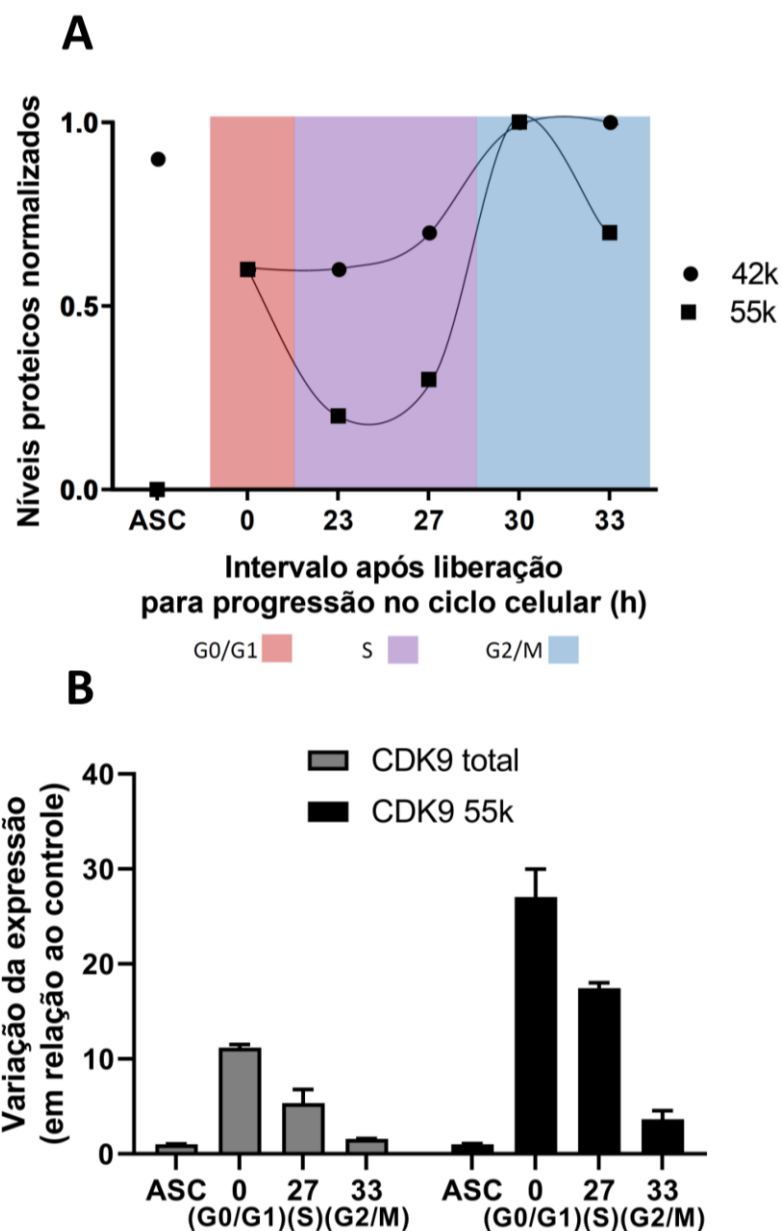 A
Níveis proteicos normalizados
1.0
0.5
0.0
ASC 0 23 27 30 33
Intervalo após liberação
para progressão no ciclo celular (h)
42k
55k
G0/G1 S G2/M
B
CDK9 total
CDK9 55k
Variação da expressão
(em relação ao controle)
40
30
20
10
0
ASC 0 27 33 ASC 0 27 33
(G0/G1)(S)(G2/M) (G0/G1)(S)(G2/M)